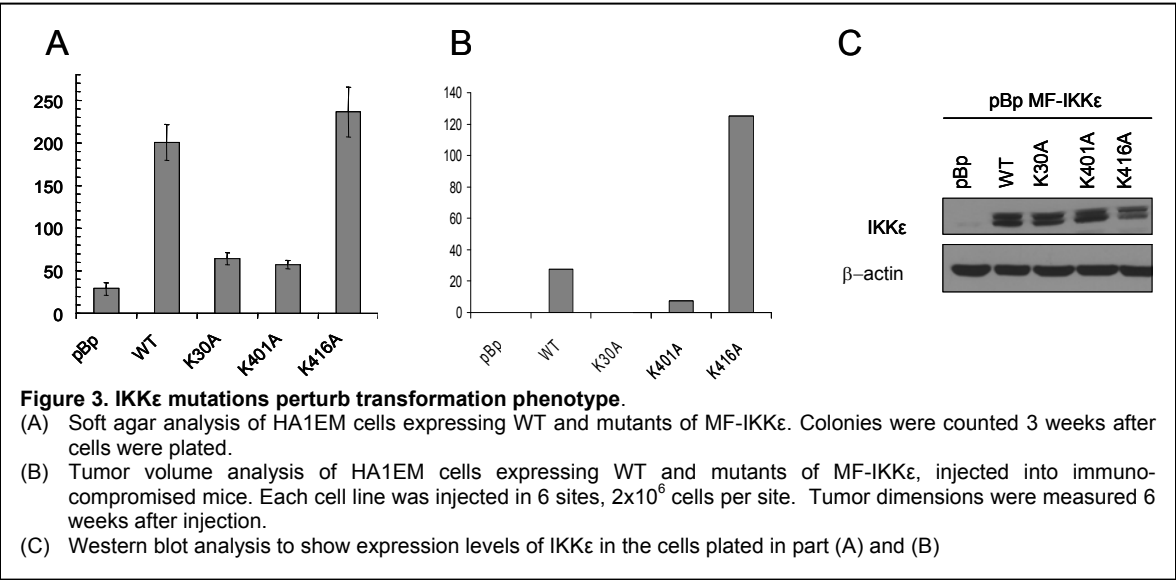 A
250
200
150
100
50
0
pBp
WT
K30A
K401A
K416A
B
140
120
100
80
60
40
20
0
pBp
WT
K30A
K401A
K416A
C
pBp MF-IKKε
pBp
WT
K30A
K401A
K416A
IKKε
β–actin
Figure 3. IKKε mutations perturb transformation phenotype.
(A) Soft agar analysis of HA1EM cells expressing WT and mutants of MF-IKKε. Colonies were counted 3 weeks after
cells were plated.
(B) Tumor volume analysis of HA1EM cells expressing WT and mutants of MF-IKKε, injected into immuno-
compromised mice. Each cell line was injected in 6 sites, 2x10⁶ cells per site. Tumor dimensions were measured 6
weeks after injection.
(C) Western blot analysis to show expression levels of IKKε in the cells plated in part (A) and (B)